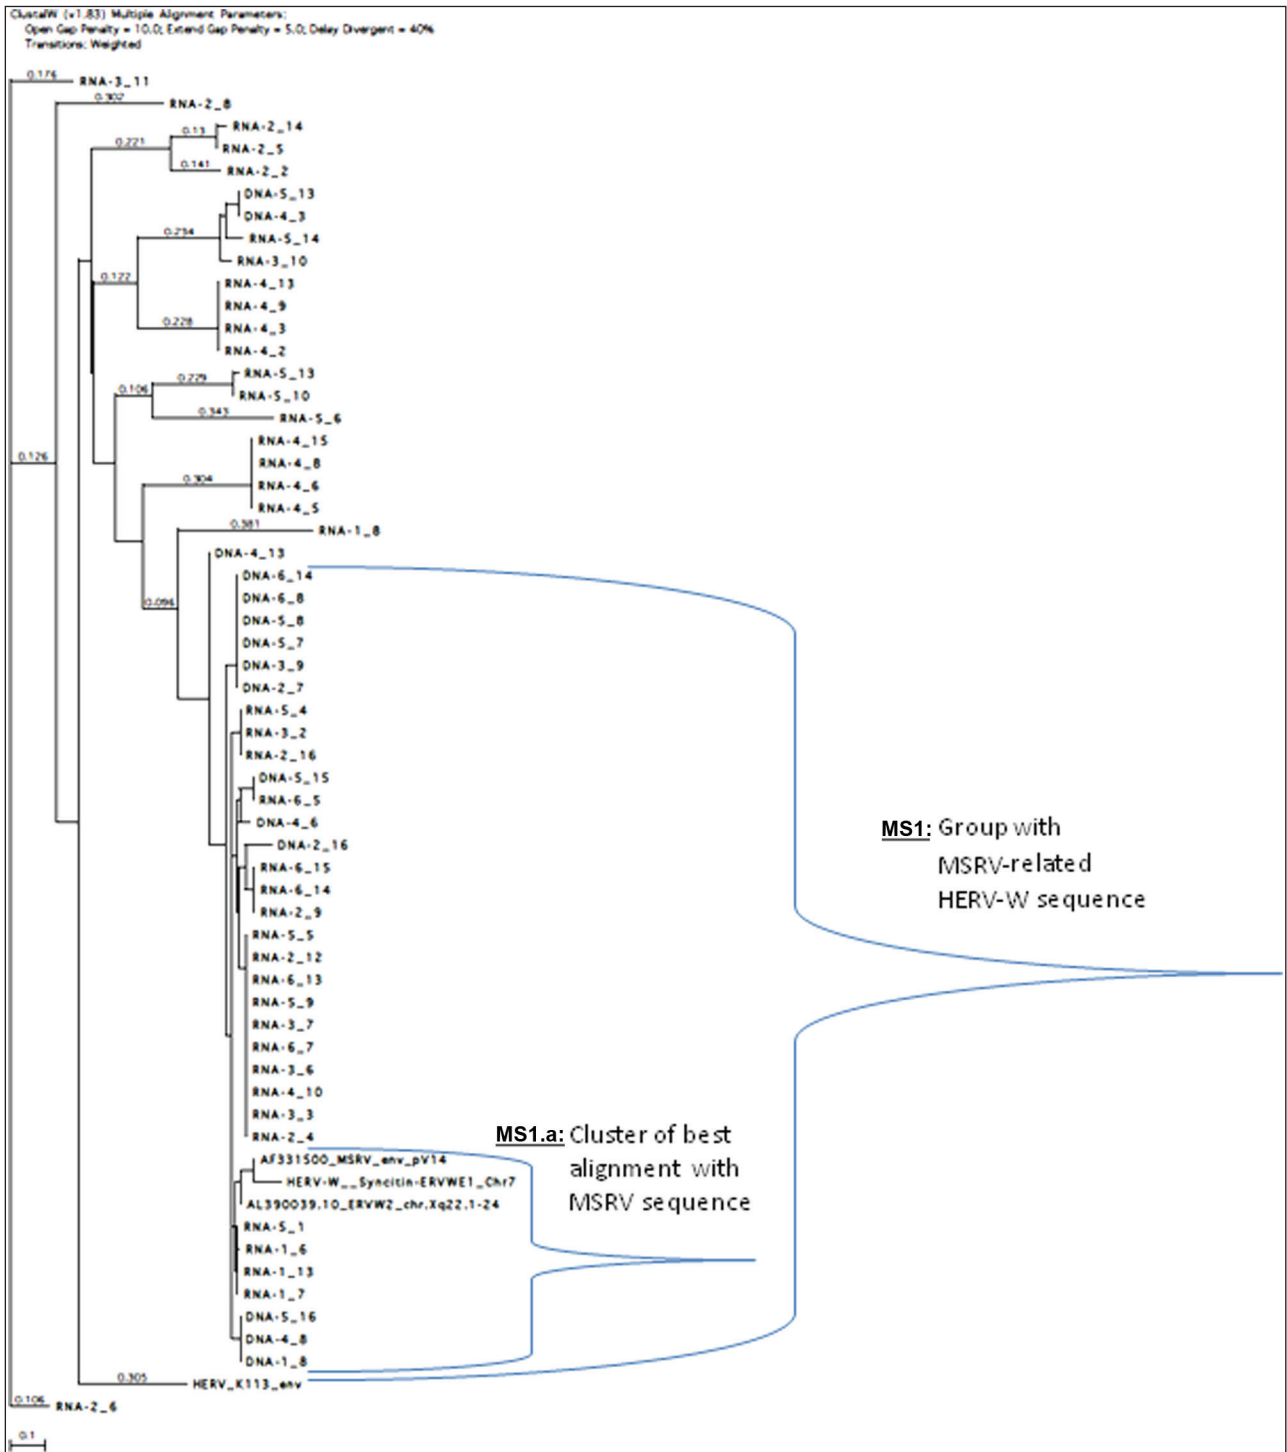 ClustalW (v1.83) Multiple Alignment Parameters:
Open Gap Penalty = 10.0; Extend Gap Penalty = 5.0; Delay Divergent = 40%
Transitions: Weighted
0.176 RNA-3_11
0.302 RNA-2_8
0.13 RNA-2_14
0.221 RNA-2_5
0.141 RNA-2_2
DNA-5_13
DNA-4_3
0.234 RNA-5_14
RNA-3_10
0.122 RNA-4_13
RNA-4_9
0.228 RNA-4_3
RNA-4_2
0.229 RNA-5_13
0.106 RNA-5_10
0.343 RNA-5_6
RNA-4_15
0.126 RNA-4_8
0.304 RNA-4_6
RNA-4_5
0.381 RNA-1_8
DNA-4_13
DNA-6_14
DNA-6_8
0.096
DNA-5_8
DNA-5_7
DNA-3_9
DNA-2_7
RNA-5_4
RNA-3_2
RNA-2_16
DNA-5_15
RNA-6_5
DNA-4_6
DNA-2_16
RNA-6_15
RNA-6_14
RNA-2_9
RNA-5_5
RNA-2_12
RNA-6_13
RNA-5_9
RNA-3_7
RNA-6_7
RNA-3_6
RNA-4_10
RNA-3_3
RNA-2_4
AF331500_MSRV_env_pV14
HERV-W__Syncitin-ERVWE1_Chr7
AL390039.10_ERVW2_chr.Xq22.1-24
RNA-5_1
RNA-1_6
RNA-1_13
RNA-1_7
DNA-5_16
DNA-4_8
DNA-1_8
0.305 HERV_K113_env
0.106 RNA-2_6
0.1
MS1: Group with
MSRV-related
HERV-W sequence
MS1.a: Cluster of best
alignment with
MSRV sequence